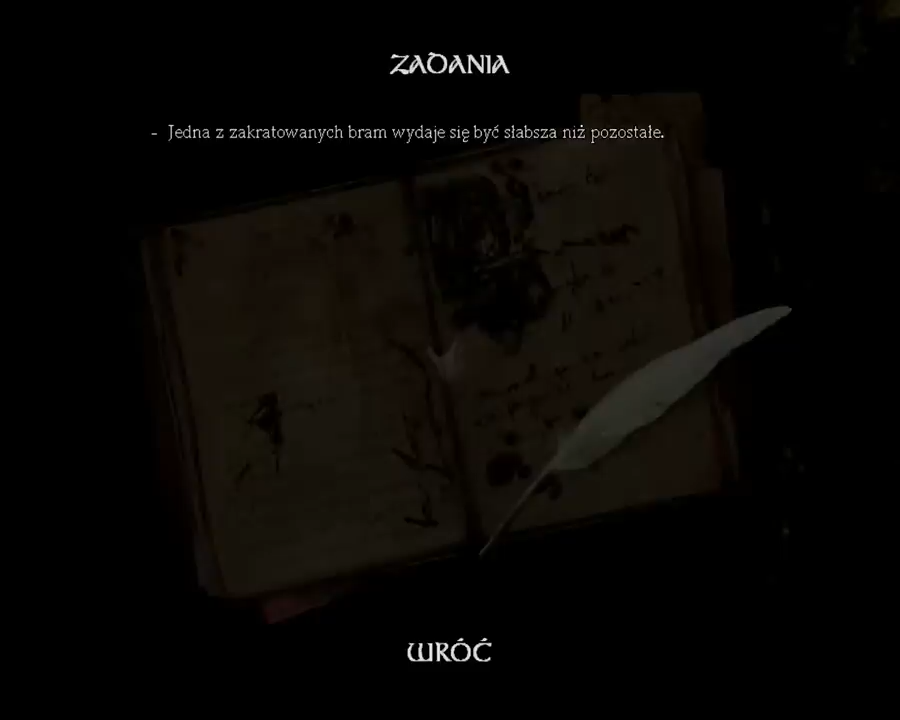 ZADANIA
- Jedna z zakratowanych bram wydaje się być słabsza niż pozostałe.
WRÓĆ